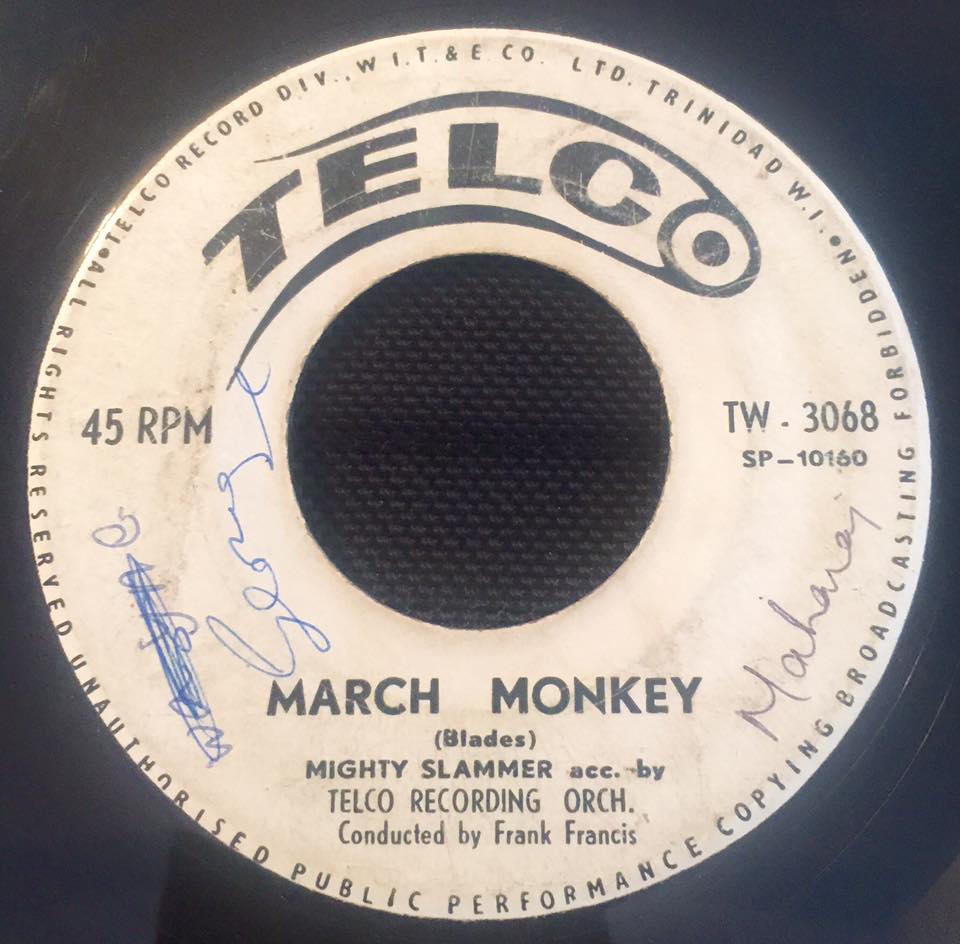 TELCO RECORD DIV., W I.T. & E CO. LTD. TRINIDAD W.I.
FORBIDDEN BROADCASTING COPYING PERFORMANCE PUBLIC UNAUTHORISED RESERVED RIGHTS ALL
TELCO
45 RPM
TW - 3068
SP-10160
George
Maharaj
MARCH MONKEY
(Blades)
MIGHTY SLAMMER acc. by
TELCO RECORDING ORCH.
Conducted by Frank Francis